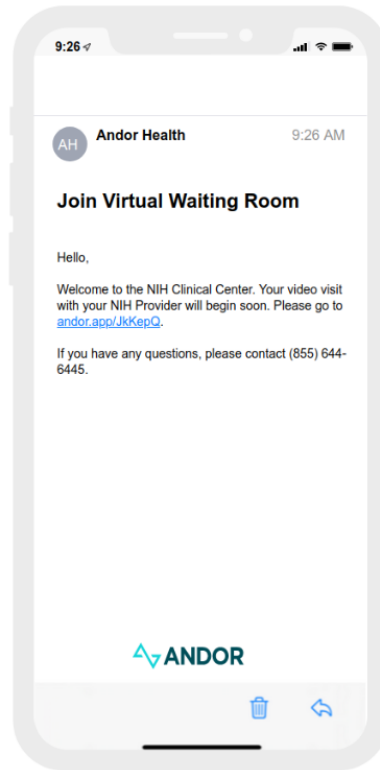 9:26
AH
Andor Health
9:26 AM
Join Virtual Waiting Room
Hello,
Welcome to the NIH Clinical Center. Your video visit
with your NIH Provider will begin soon. Please go to
andor.app/JkKepQ.
If you have any questions, please contact (855) 644-
6445.
ANDOR